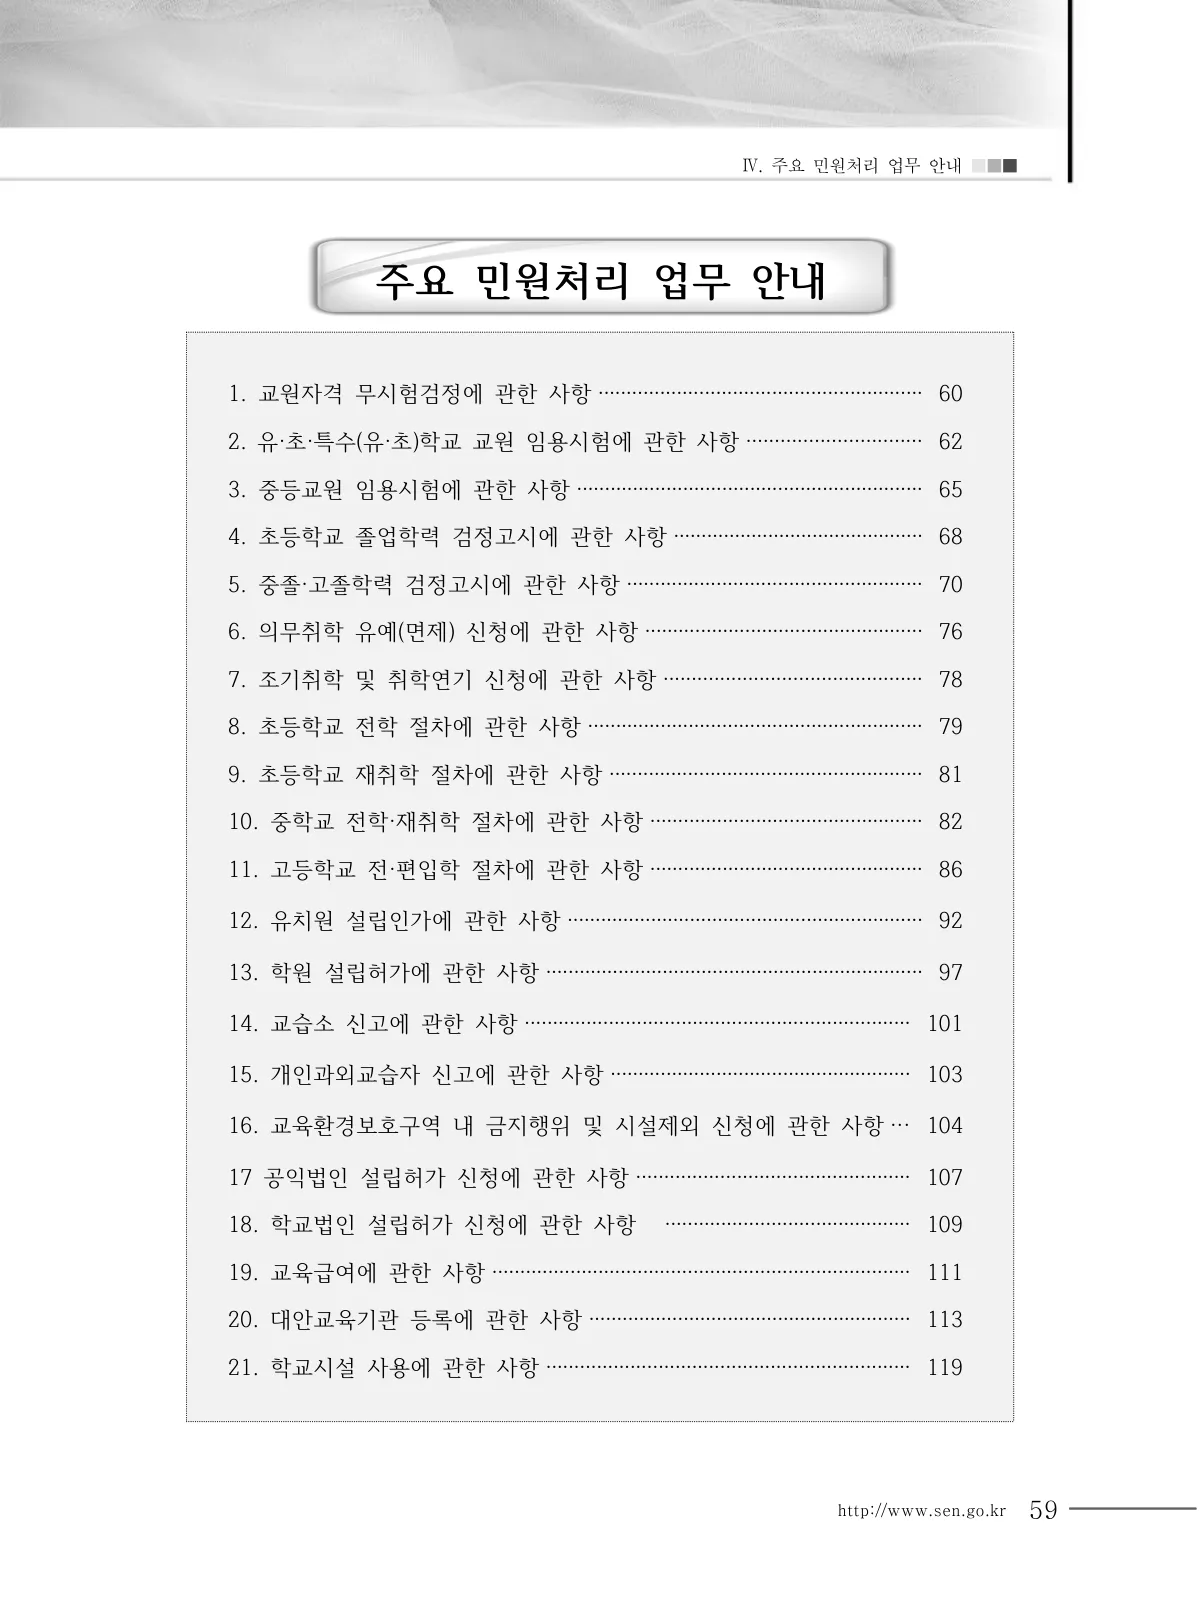 Ⅳ. 주요 민원처리 업무 안내
주요 민원처리 업무 안내
1. 교원자격 무시험검정에 관한 사항 ······················································ 60
2. 유·초·특수(유·초)학교 교원 임용시험에 관한 사항 ······························ 62
3. 중등교원 임용시험에 관한 사항 ······························································ 65
4. 초등학교 졸업학력 검정고시에 관한 사항 ············································ 68
5. 중졸·고졸학력 검정고시에 관한 사항 ···················································· 70
6. 의무취학 유예(면제) 신청에 관한 사항 ················································· 76
7. 조기취학 및 취학연기 신청에 관한 사항 ·············································· 78
8. 초등학교 전학 절차에 관한 사항 ··························································· 79
9. 초등학교 재취학 절차에 관한 사항 ······················································· 81
10. 중학교 전학·재취학 절차에 관한 사항 ················································ 82
11. 고등학교 전·편입학 절차에 관한 사항 ················································ 86
12. 유치원 설립인가에 관한 사항 ······························································· 92
13. 학원 설립허가에 관한 사항 ··································································· 97
14. 교습소 신고에 관한 사항 ····································································· 101
15. 개인과외교습자 신고에 관한 사항 ····················································· 103
16. 교육환경보호구역 내 금지행위 및 시설제외 신청에 관한 사항 ··· 104
17 공익법인 설립허가 신청에 관한 사항 ················································· 107
18. 학교법인 설립허가 신청에 관한 사항 ············································ 109
19. 교육급여에 관한 사항 ·········································································· 111
20. 대안교육기관 등록에 관한 사항 ························································· 113
21. 학교시설 사용에 관한 사항 ································································· 119
http://www.sen.go.kr 59